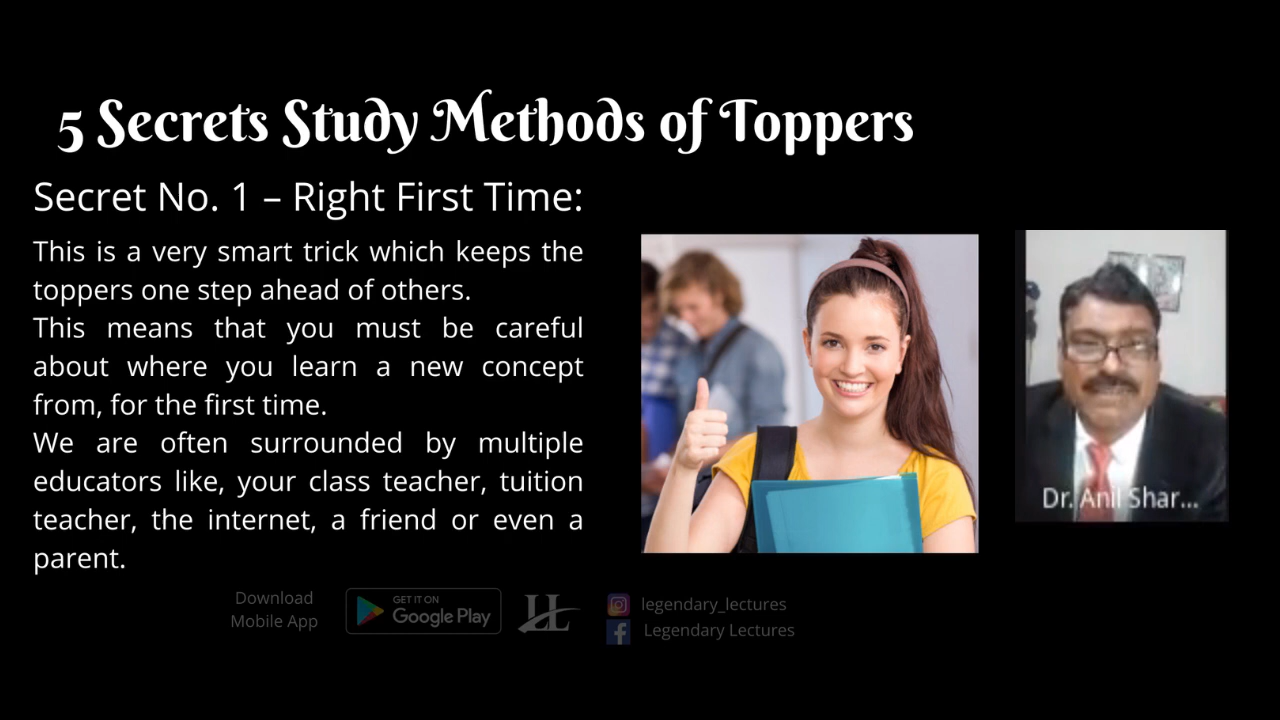 5 Secrets Study Methods of Toppers
Secret No. 1 – Right First Time:
This is a very smart trick which keeps the
toppers one step ahead of others.
This means that you must be careful
about where you learn a new concept
from, for the first time.
We are often surrounded by multiple
educators like, your class teacher, tuition
teacher, the internet, a friend or even a
parent.
Dr. Anil Shar...
Download
Mobile App
GET IT ON
Google Play
LL
legendary_lectures
Legendary Lectures